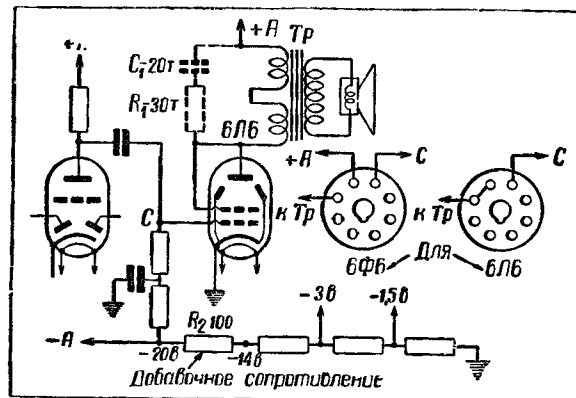 +А
+А Тр
C₁-20т
R₁-30т
6Л6
+А
С
С
С
к Тр
к Тр
6Ф6 Для 6Л6
-3в
-1,5в
-А
-20в
R₂ 100
-14в
Добавочное сопротивление